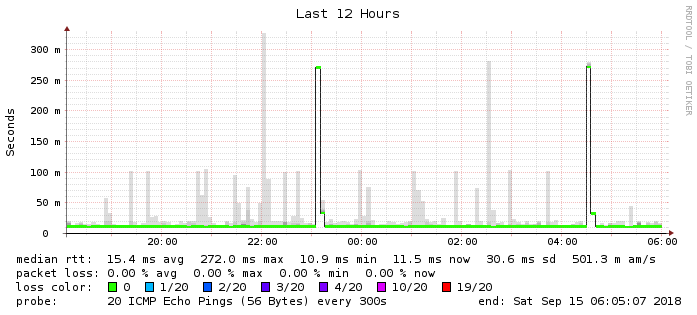 Last 12 Hours
RRDTOOL / TOBI OETIKER
Seconds
300 m
250 m
200 m
150 m
100 m
50 m
0
20:00 22:00 00:00 02:00 04:00 06:00
median rtt: 15.4 ms avg 272.0 ms max 10.9 ms min 11.5 ms now 30.6 ms sd 501.3 m am/s
packet loss: 0.00 % avg 0.00 % max 0.00 % min 0.00 % now
loss color: 0 1/20 2/20 3/20 4/20 10/20 19/20
probe: 20 ICMP Echo Pings (56 Bytes) every 300s end: Sat Sep 15 06:05:07 2018